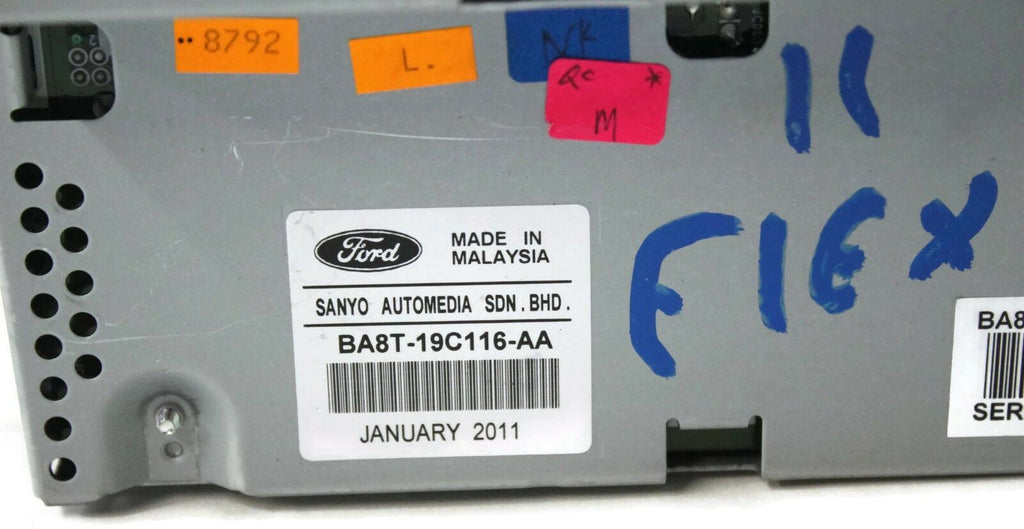 8792
L.
NK
QC *
M
11
FlEX
Ford
MADE IN
MALAYSIA
SANYO AUTOMEDIA SDN.BHD.
BA8T-19C116-AA
JANUARY 2011
BA8
SER